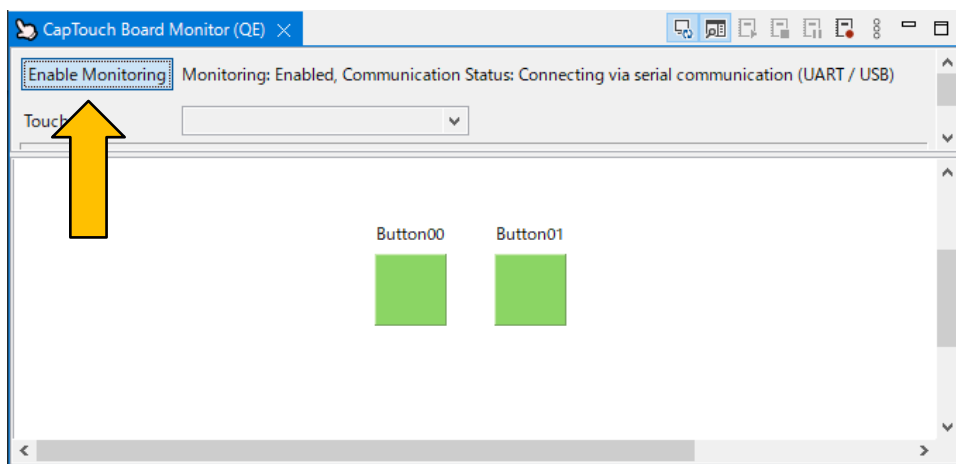 CapTouch Board Monitor (QE)
Enable Monitoring Monitoring: Enabled, Communication Status: Connecting via serial communication (UART / USB)
Touch
Button00 Button01